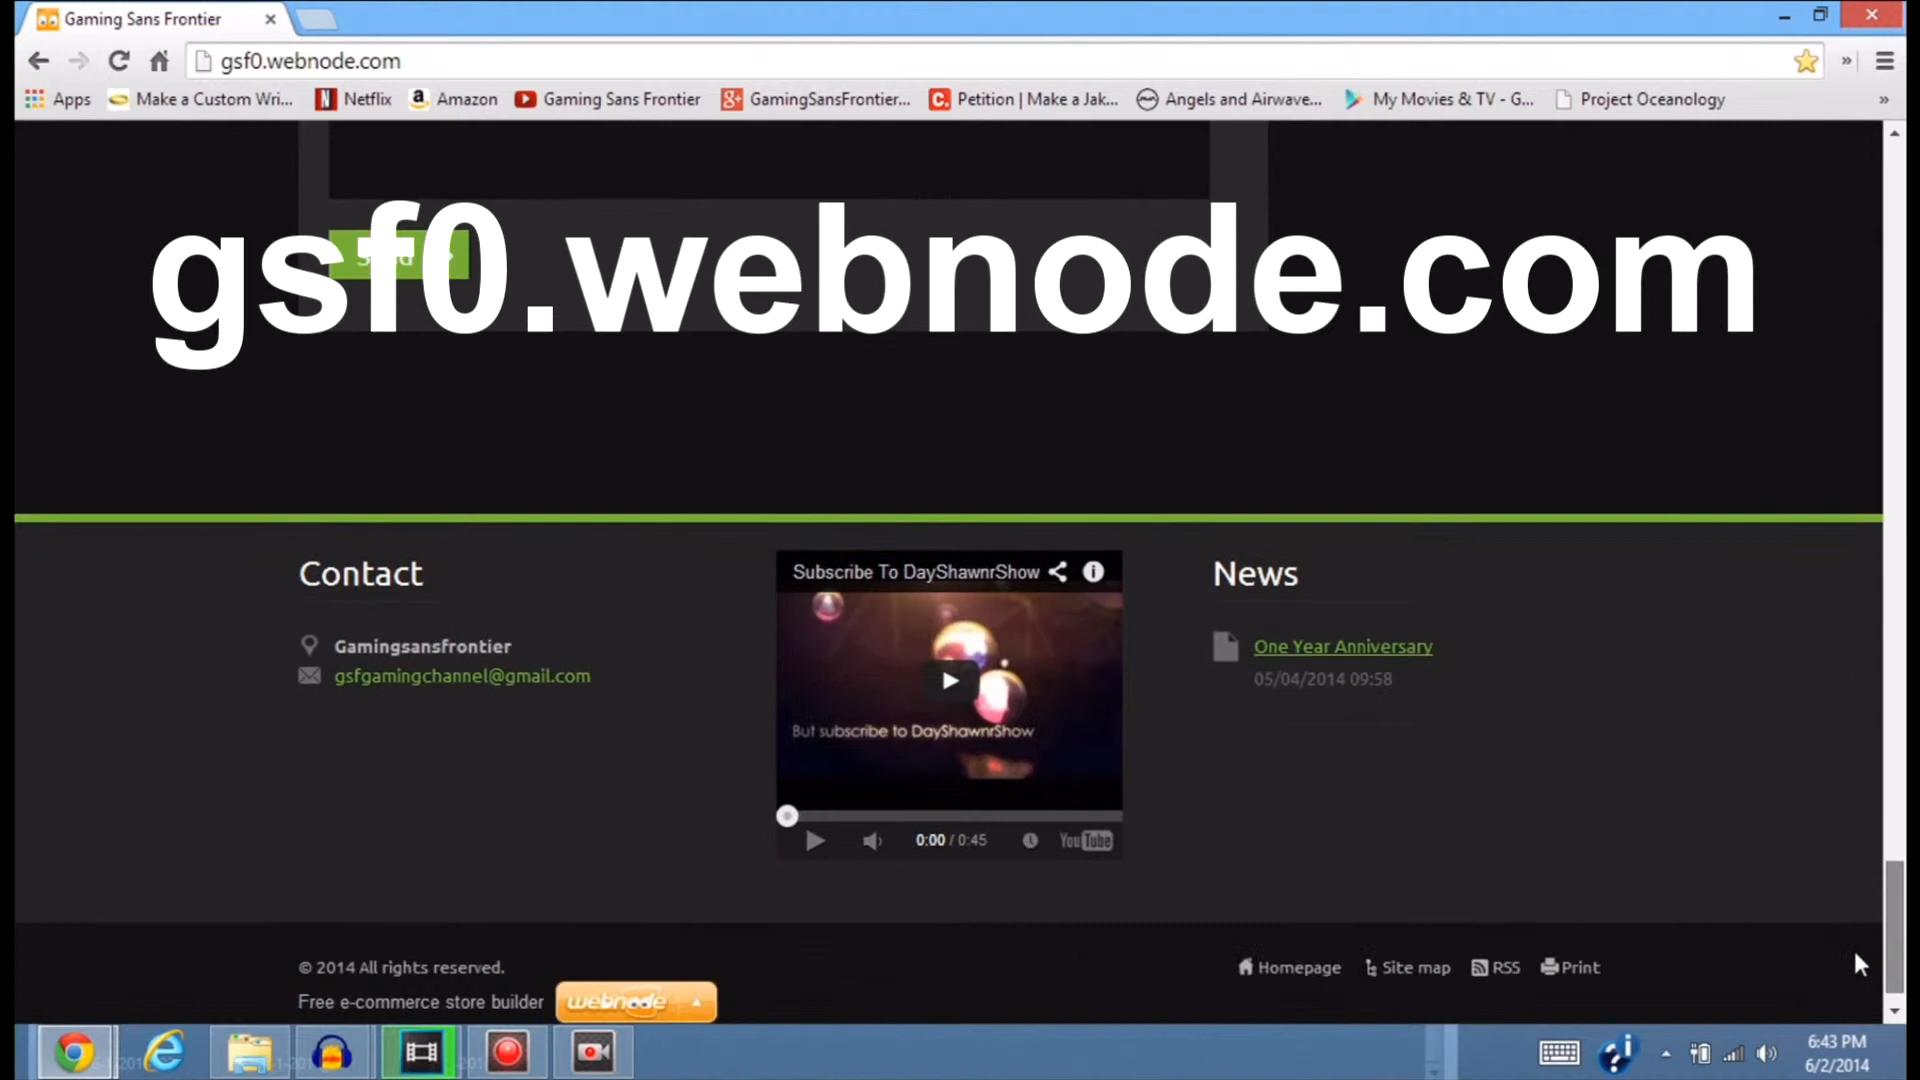 Gaming Sans Frontier
gsf0.webnode.com
Apps
Make a Custom Wri...
Netflix
Amazon
Gaming Sans Frontier
GamingSansFrontier...
Petition | Make a Jak...
Angels and Airwave...
My Movies & TV - G...
Project Oceanology
gsf0.webnode.com
Contact
Gamingsansfrontier
gsfgamingchannel@gmail.com
Subscribe To DayShawnrShow
But subscribe to DayShawnrShow
0:00 / 0:45
YouTube
News
One Year Anniversary
05/04/2014 09:58
© 2014 All rights reserved.
Homepage
Site map
RSS
Print
Free e-commerce store builder
webnode
6:43 PM
6/2/2014